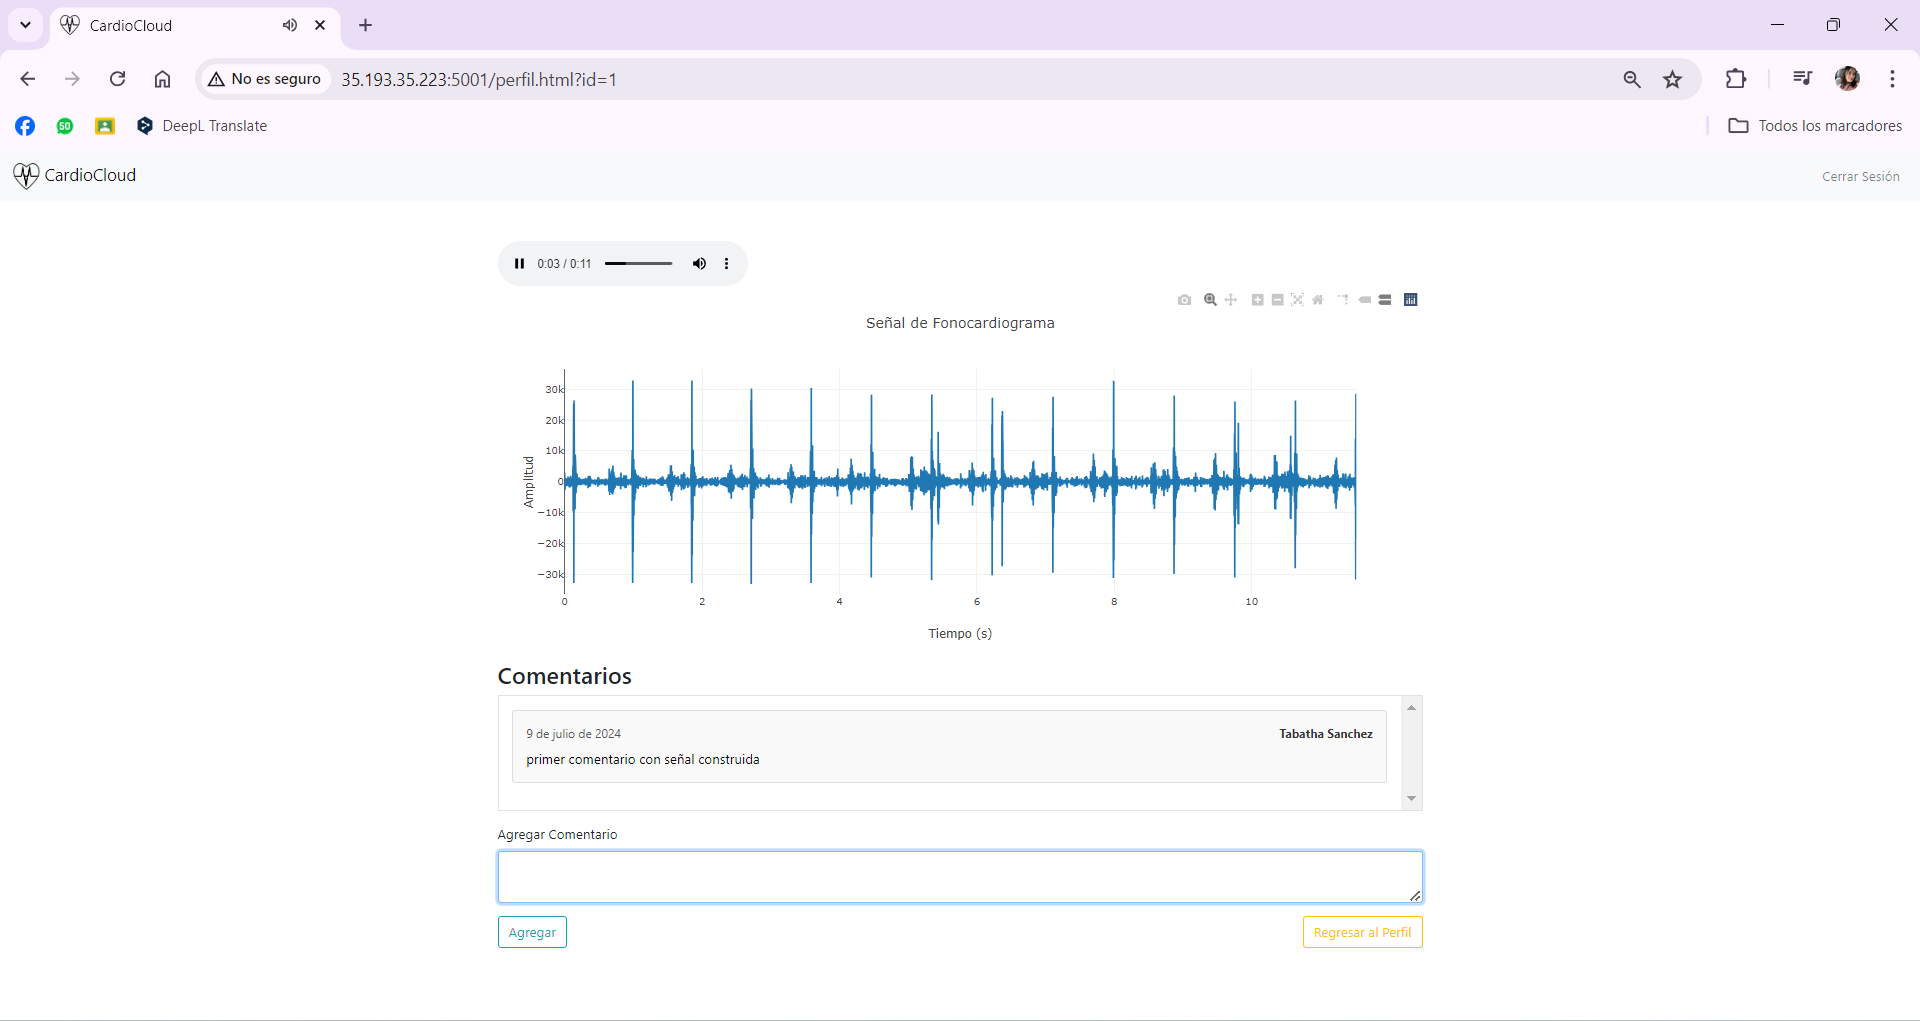 CardioCloud
No es seguro
35.193.35.223:5001/perfil.html?id=1
50
DeepL Translate
Todos los marcadores
CardioCloud
Cerrar Sesión
0:03 / 0:11
Señal de Fonocardiograma
30k
20k
10k
0
−10k
−20k
−30k
Amplitud
0
2
4
6
8
10
Tiempo (s)
Comentarios
9 de julio de 2024
Tabatha Sanchez
primer comentario con señal construida
Agregar Comentario
Agregar
Regresar al Perfil